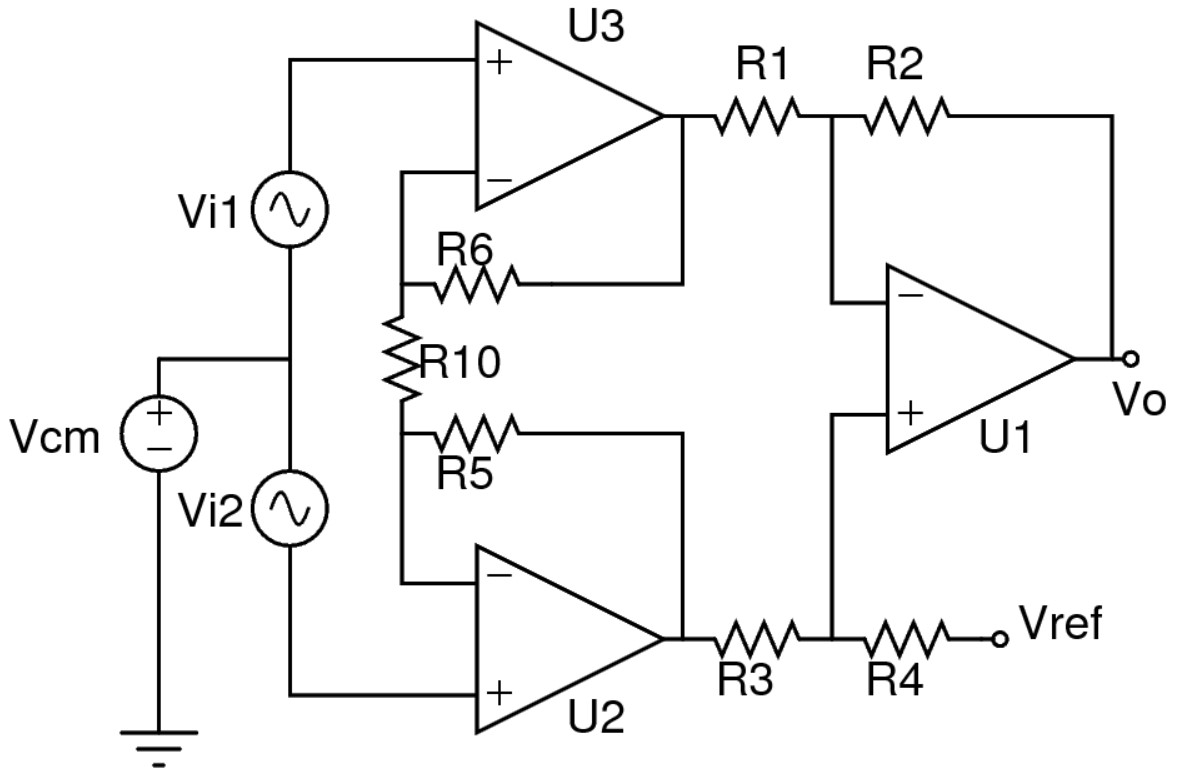 U3
R1
R2
+
−
Vi1
R6
−
R10
+
Vcm
−
Vo
+
U1
R5
Vi2
−
Vref
+
R3
R4
U2